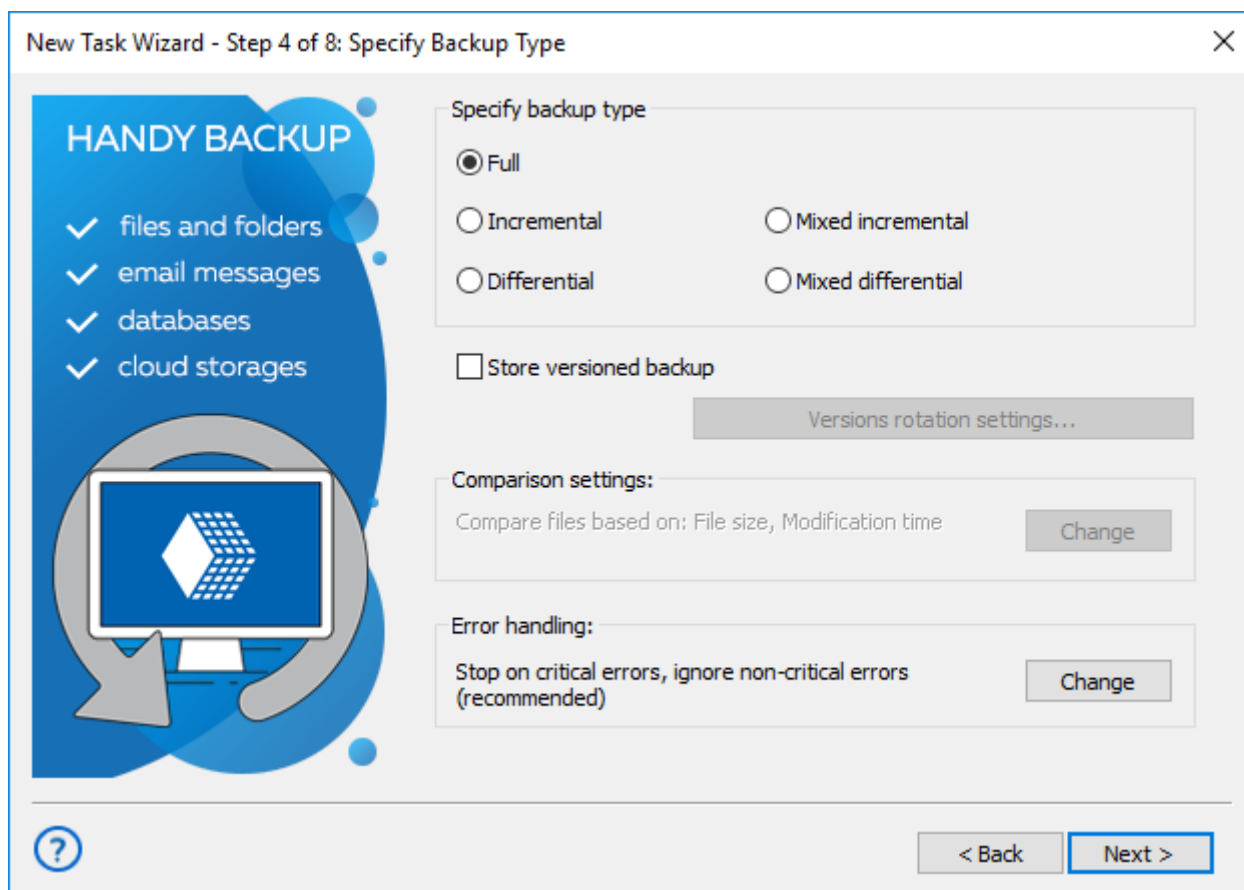 New Task Wizard - Step 4 of 8: Specify Backup Type
HANDY BACKUP
files and folders
email messages
databases
cloud storages
Specify backup type
Full
Incremental
Mixed incremental
Differential
Mixed differential
Store versioned backup
Versions rotation settings...
Comparison settings:
Compare files based on: File size, Modification time
Change
Error handling:
Stop on critical errors, ignore non-critical errors
(recommended)
Change
?
< Back
Next >